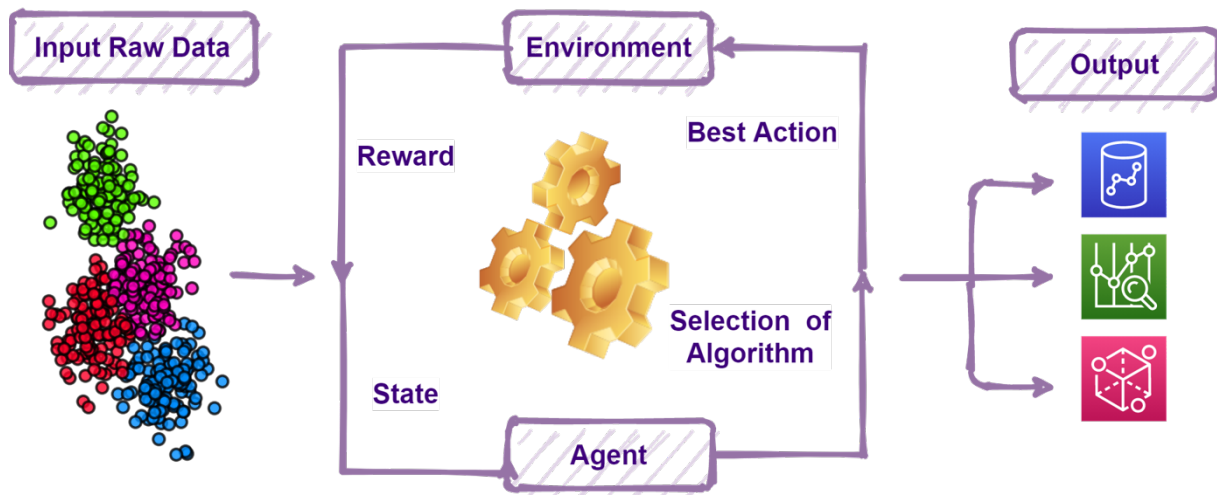 Input Raw Data
Environment
Output
Reward
Best Action
Selection of
Algorithm
State
Agent